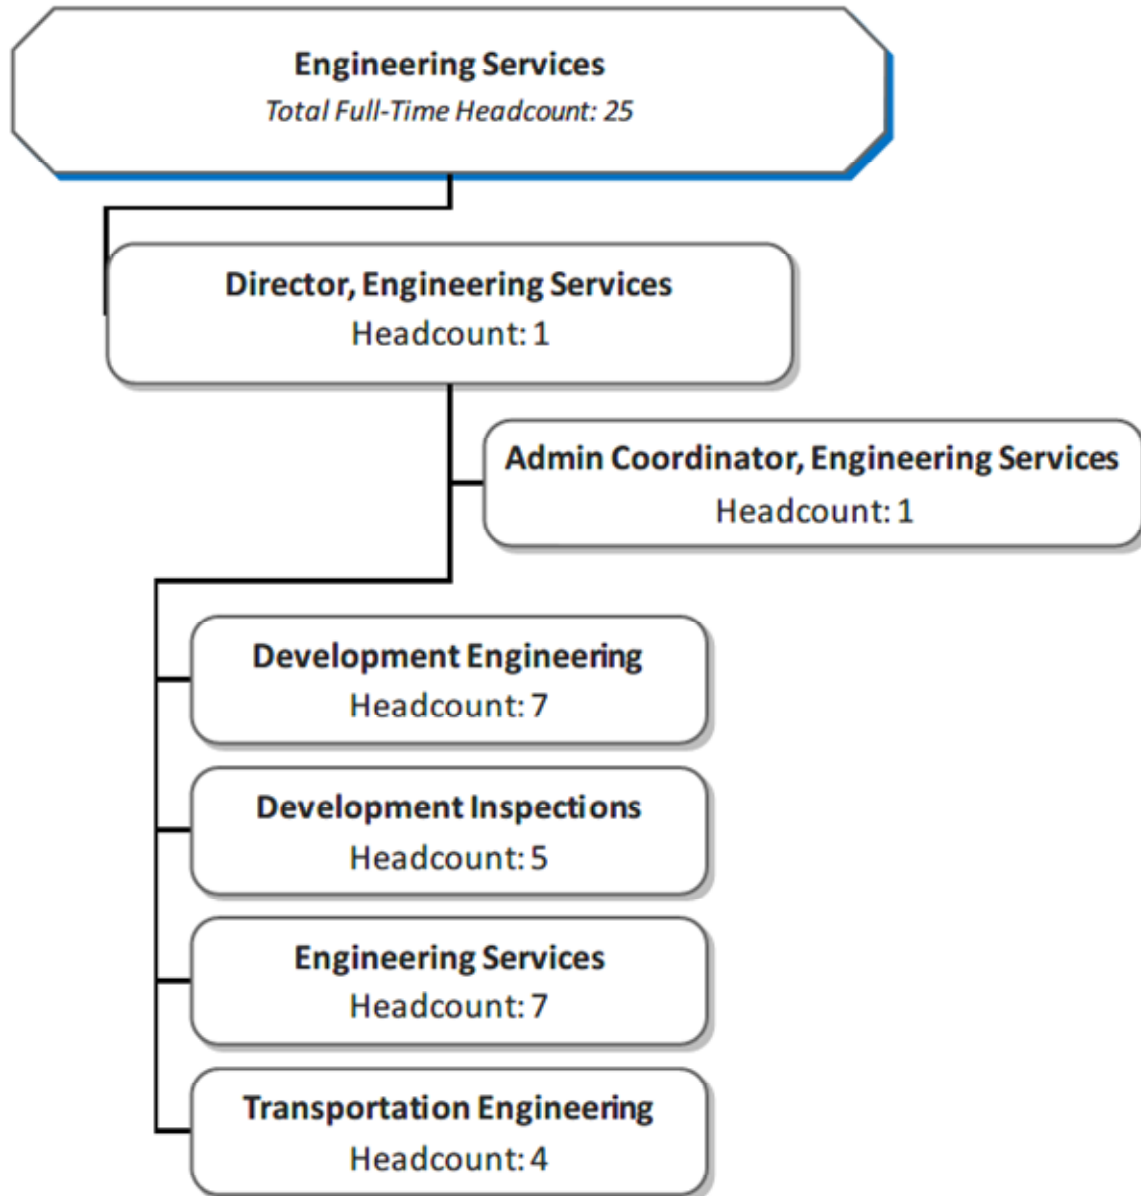 Engineering Services
Total Full-Time Headcount: 25
Director, Engineering Services
Headcount: 1
Admin Coordinator, Engineering Services
Headcount: 1
Development Engineering
Headcount: 7
Development Inspections
Headcount: 5
Engineering Services
Headcount: 7
Transportation Engineering
Headcount: 4